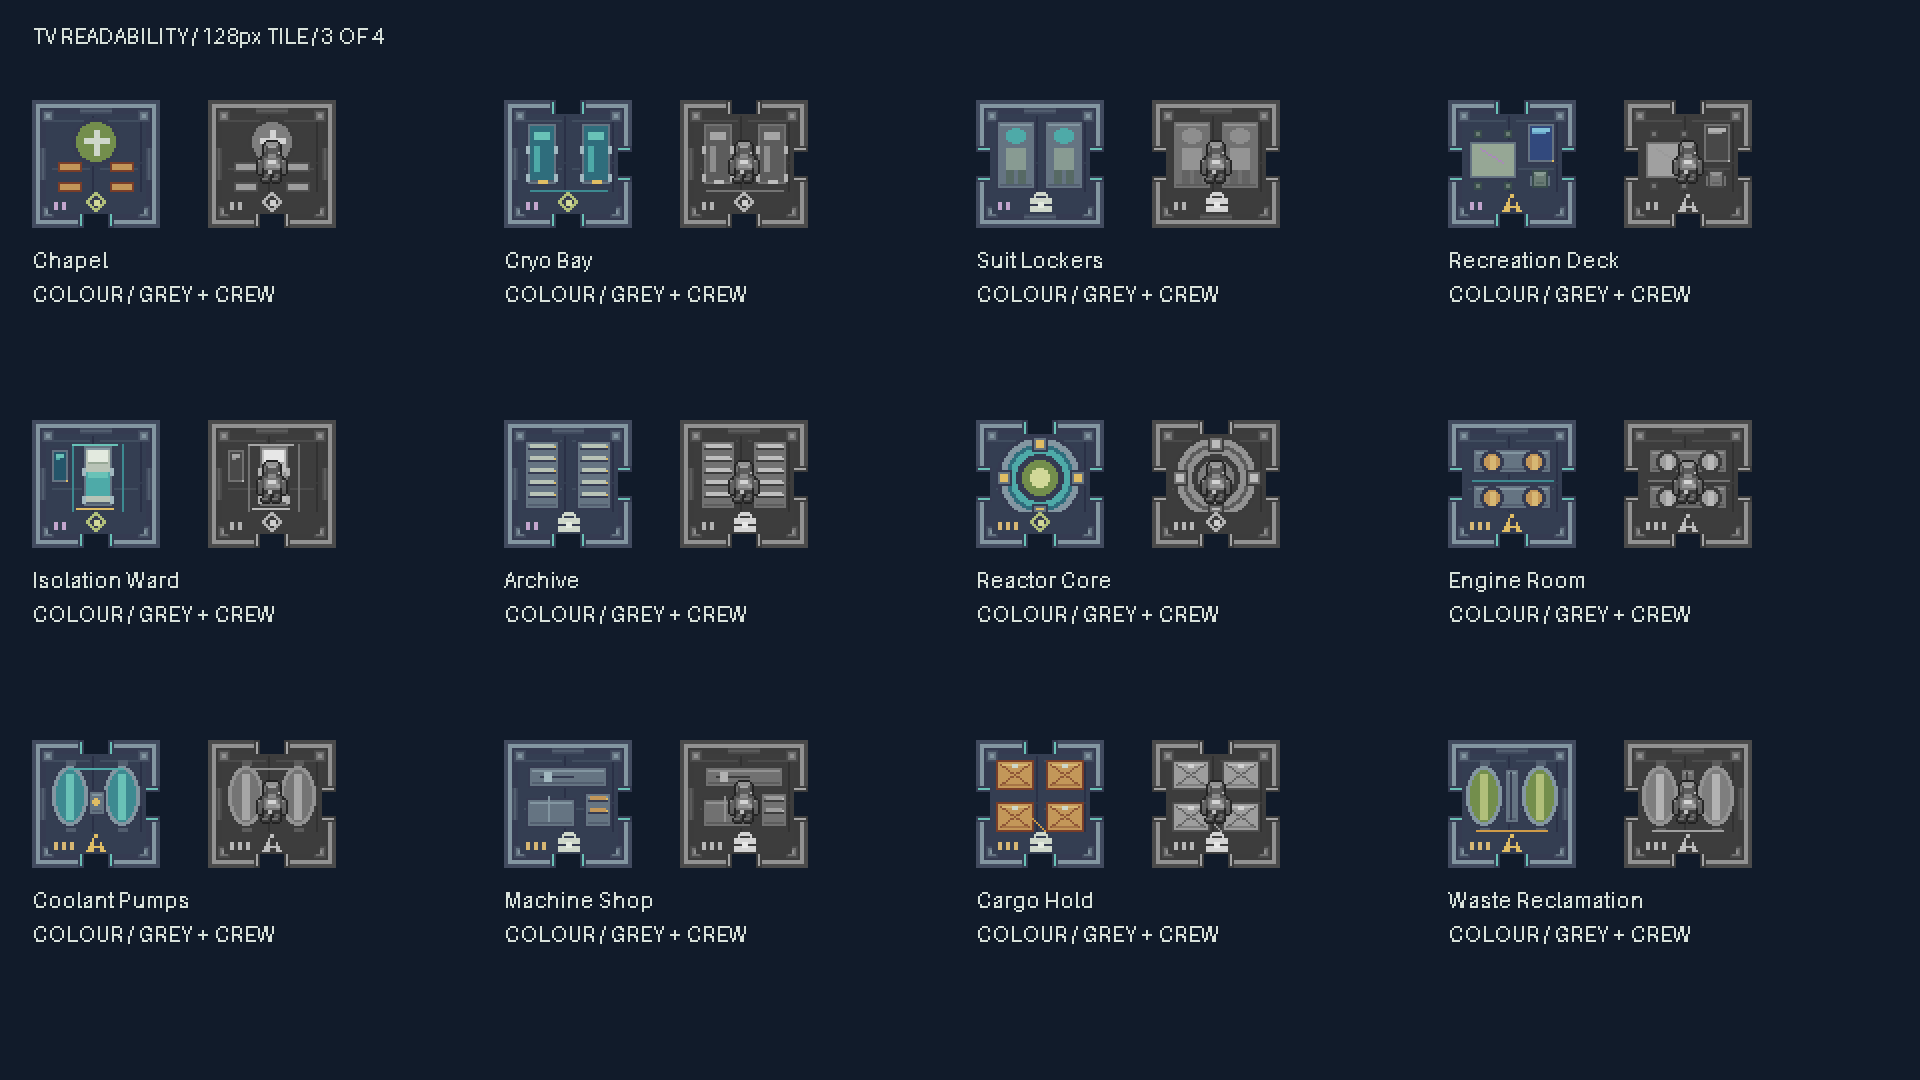 TV READABILITY / 128px TILE / 3 OF 4
Chapel
COLOUR / GREY + CREW
Cryo Bay
COLOUR / GREY + CREW
Suit Lockers
COLOUR / GREY + CREW
Recreation Deck
COLOUR / GREY + CREW
Isolation Ward
COLOUR / GREY + CREW
Archive
COLOUR / GREY + CREW
Reactor Core
COLOUR / GREY + CREW
Engine Room
COLOUR / GREY + CREW
Coolant Pumps
COLOUR / GREY + CREW
Machine Shop
COLOUR / GREY + CREW
Cargo Hold
COLOUR / GREY + CREW
Waste Reclamation
COLOUR / GREY + CREW